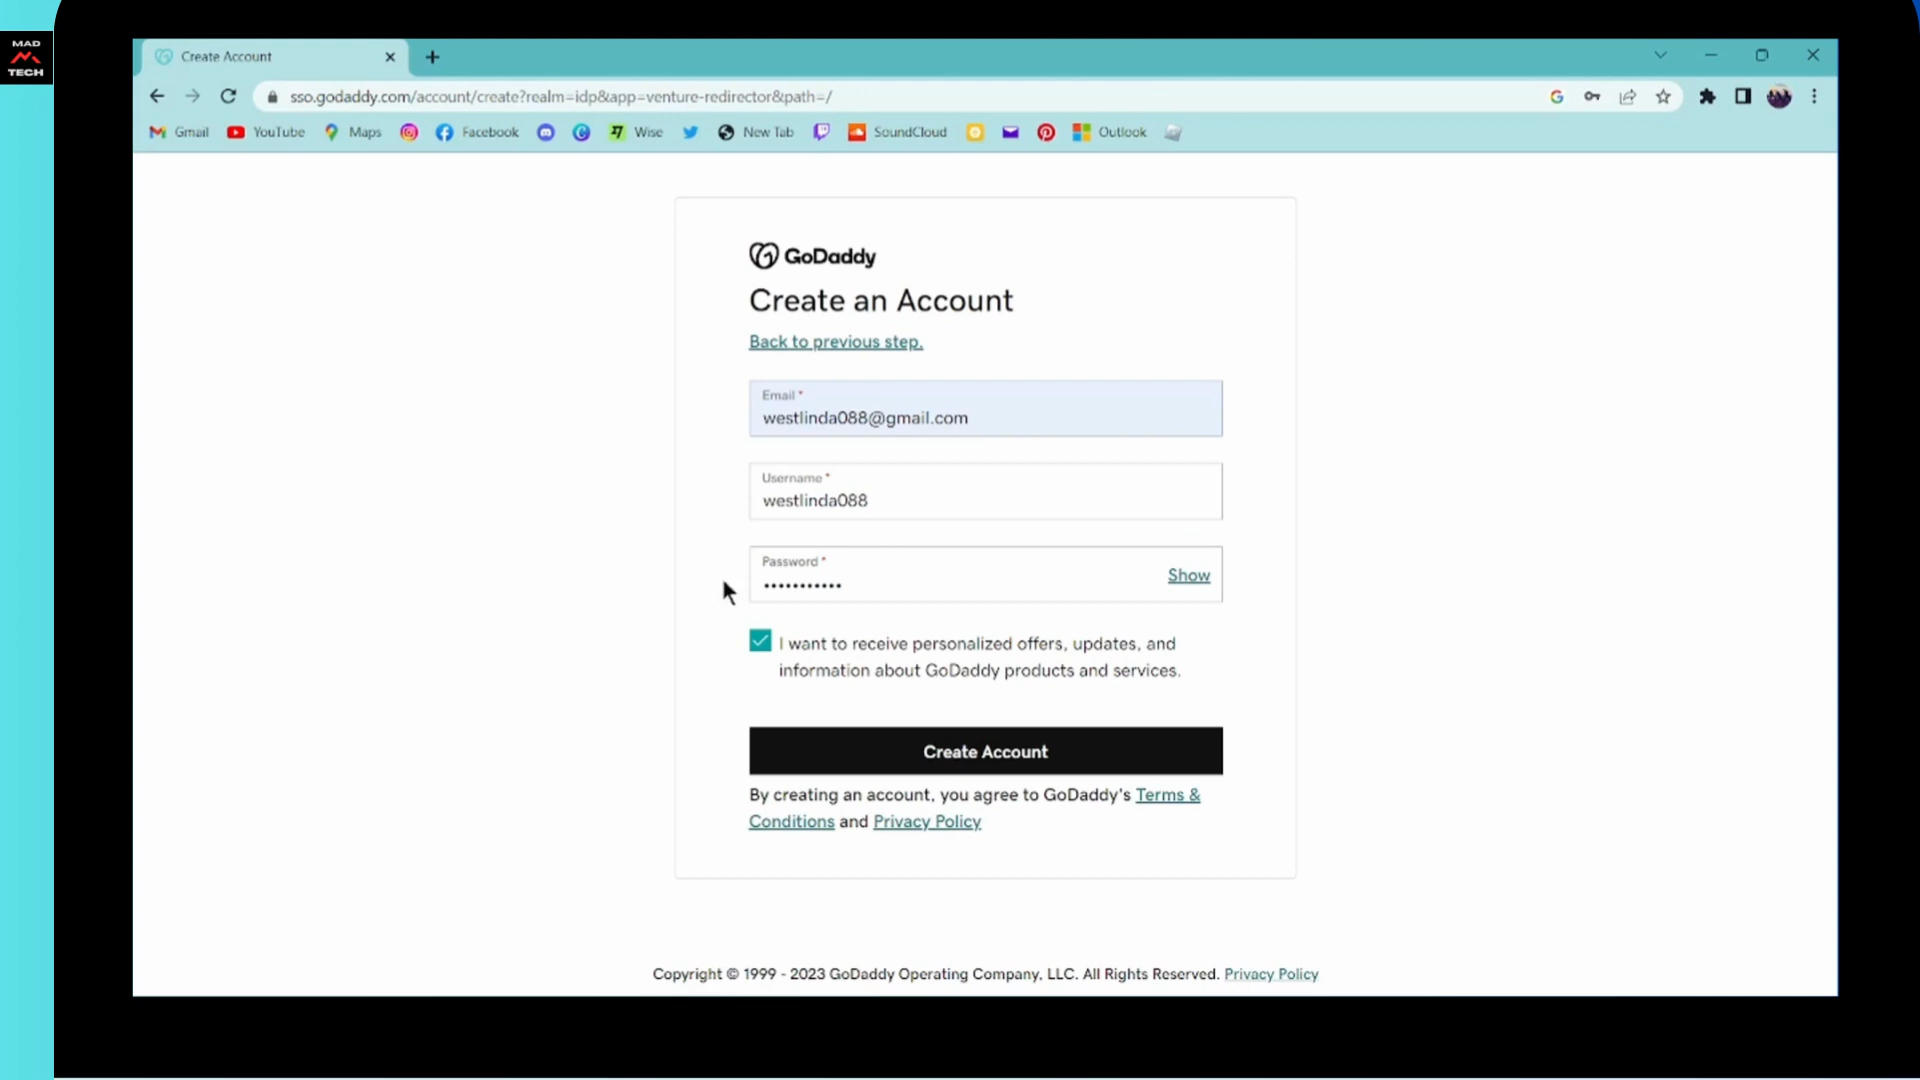 MAD
TECH
Create Account
sso.godaddy.com/account/create?realm=idp&app=venture-redirector&path=/
Gmail YouTube Maps Facebook Wise New Tab SoundCloud Outlook
GoDaddy
Create an Account
Back to previous step.
Email *
westlinda088@gmail.com
Username *
westlinda088
Password *
•••••••••••
Show
I want to receive personalized offers, updates, and
information about GoDaddy products and services.
Create Account
By creating an account, you agree to GoDaddy's Terms &
Conditions and Privacy Policy
Copyright © 1999 - 2023 GoDaddy Operating Company, LLC. All Rights Reserved. Privacy Policy